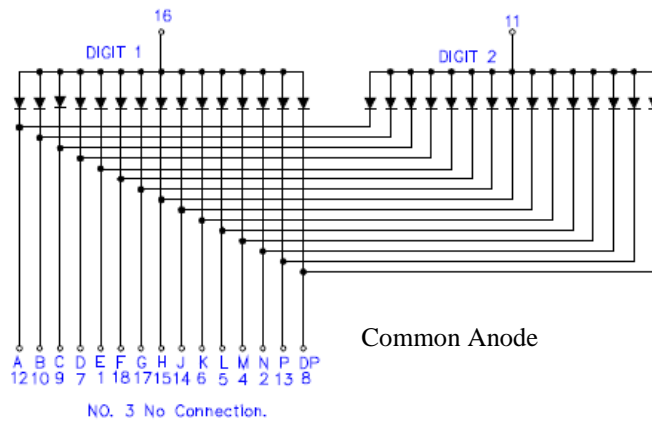 16 11
DIGIT 1 DIGIT 2
Common Anode
A B C D E F G H J K L M N P DP
12 10 9 7 1 18 17 15 14 6 5 4 2 13 8
NO. 3 No Connection.